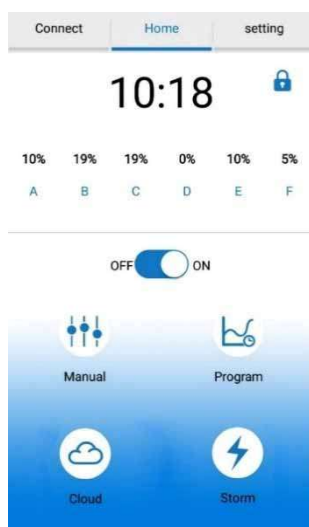 Connect Home setting
10:18
10% 19% 19% 0% 10% 5%
A B C D E F
OFF ON
Manual Program
Cloud Storm